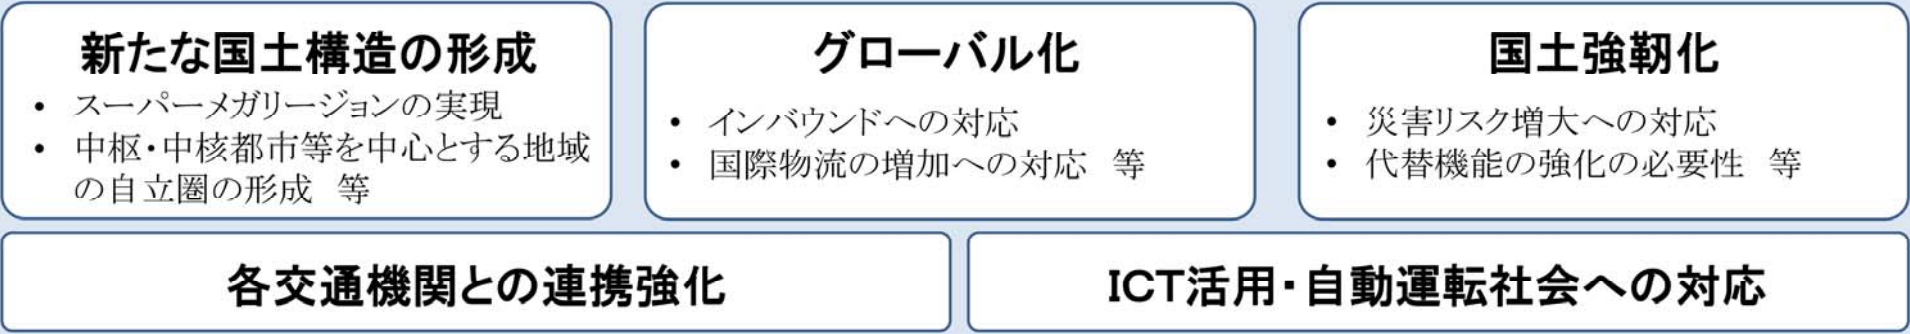 新たな国土構造の形成
• スーパーメガリージョンの実現
• 中枢・中核都市等を中心とする地域
の自立圏の形成　等
グローバル化
• インバウンドへの対応
• 国際物流の増加への対応　等
国土強靭化
• 災害リスク増大への対応
• 代替機能の強化の必要性　等
各交通機関との連携強化
ICT活用・自動運転社会への対応